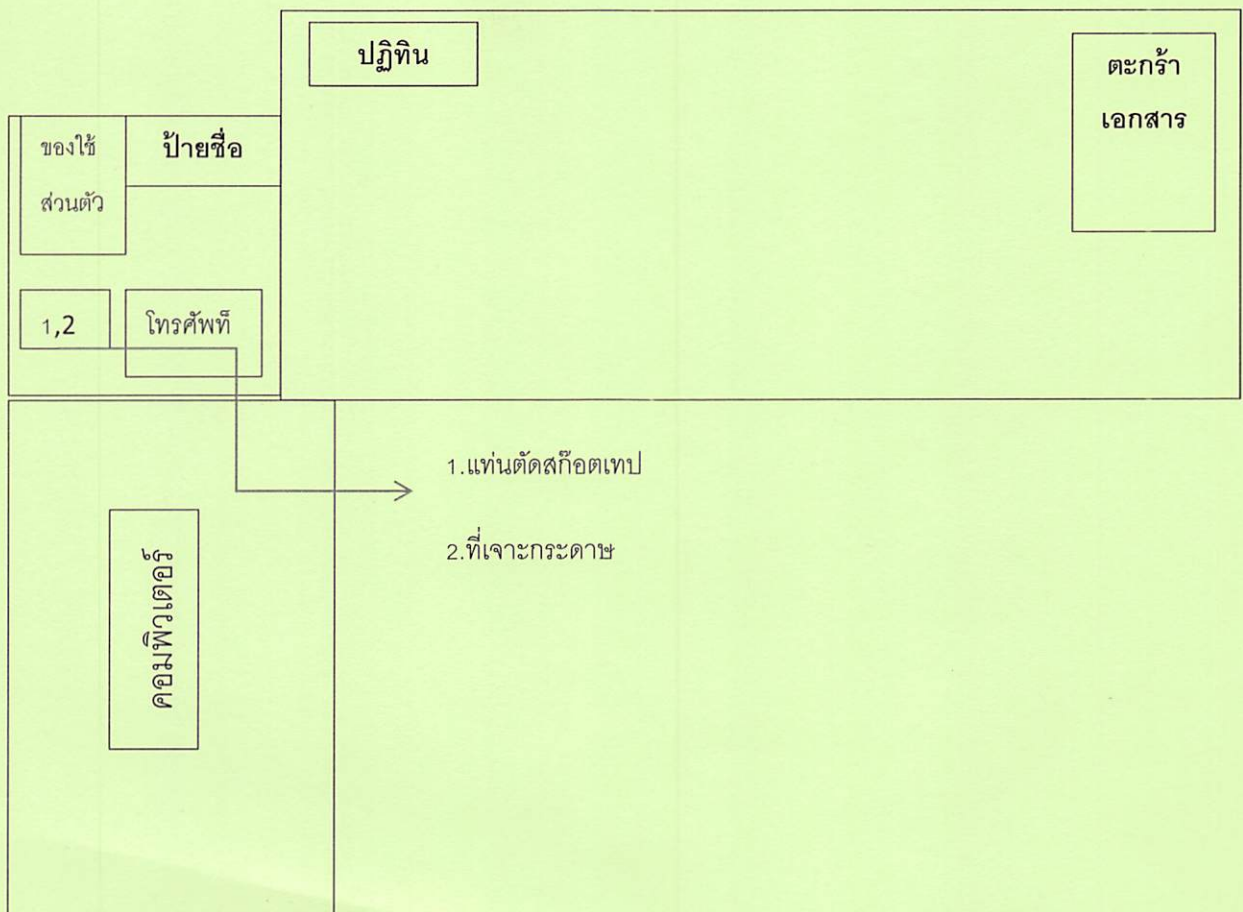 ปฏิทิน
ตะกร้า
เอกสาร
ของใช้
ส่วนตัว
ป้ายชื่อ
1,2
โทรศัพท์
1.แท่นตัดสก๊อตเทป
2.ที่เจาะกระดาษ
คอมพิวเตอร์